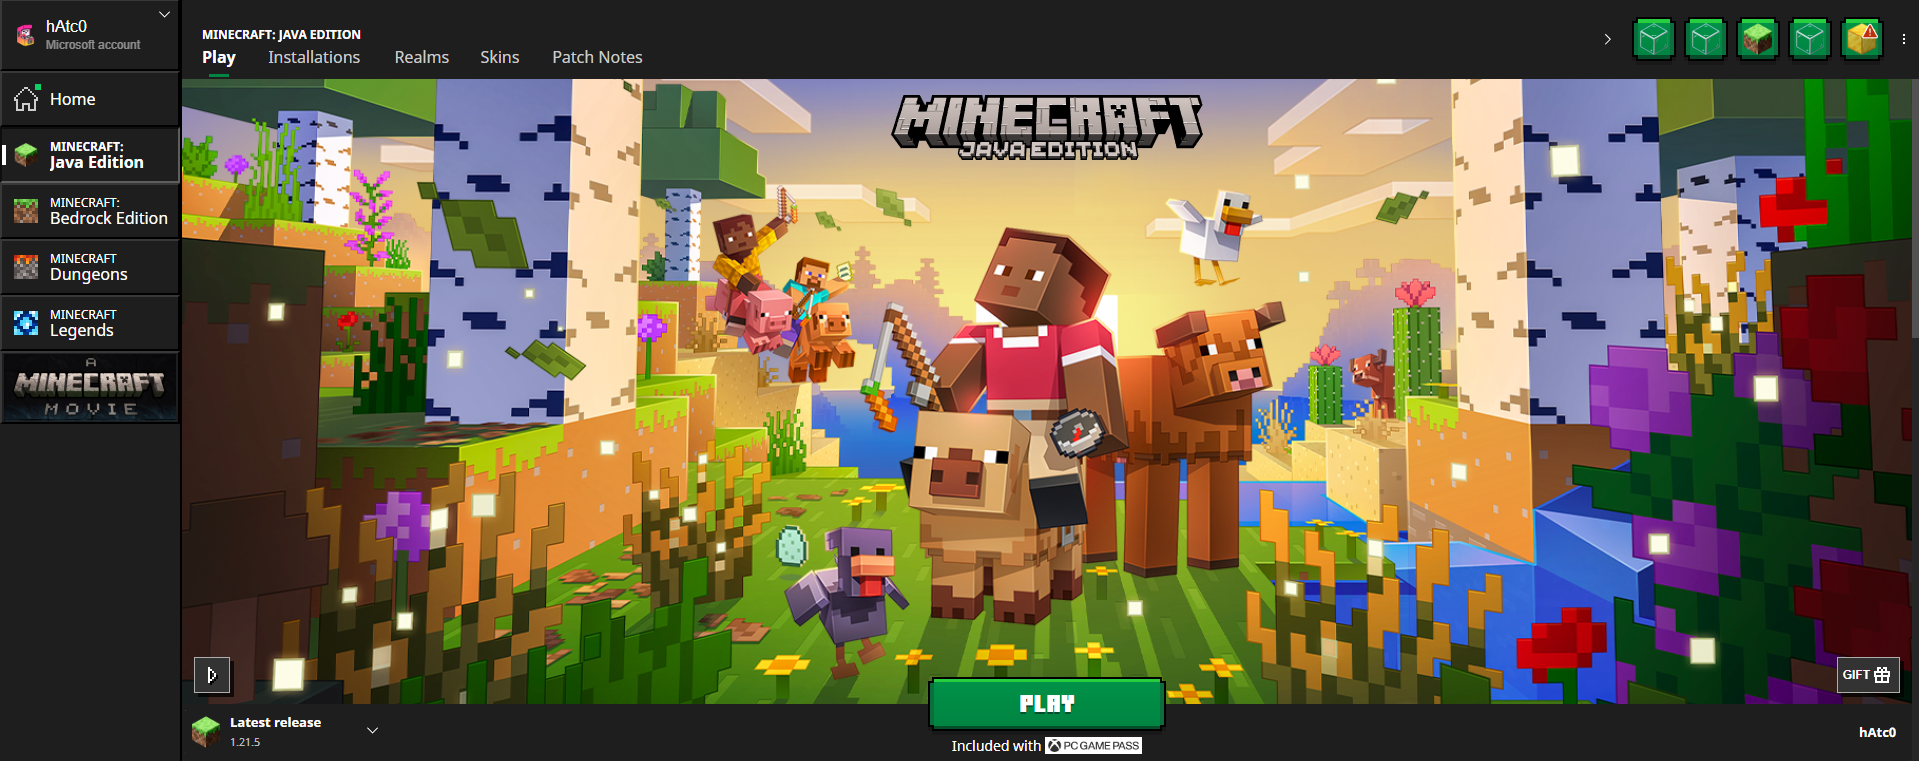 hAtc0
Microsoft account
Home
MINECRAFT:
Java Edition
MINECRAFT:
Bedrock Edition
MINECRAFT
Dungeons
MINECRAFT
Legends
A
MINECRAFT
MOVIE
MINECRAFT: JAVA EDITION
Play Installations Realms Skins Patch Notes
MINECRAFT
JAVA EDITION
GIFT
PLAY
Latest release
1.21.5
Included with PC GAME PASS
hAtc0